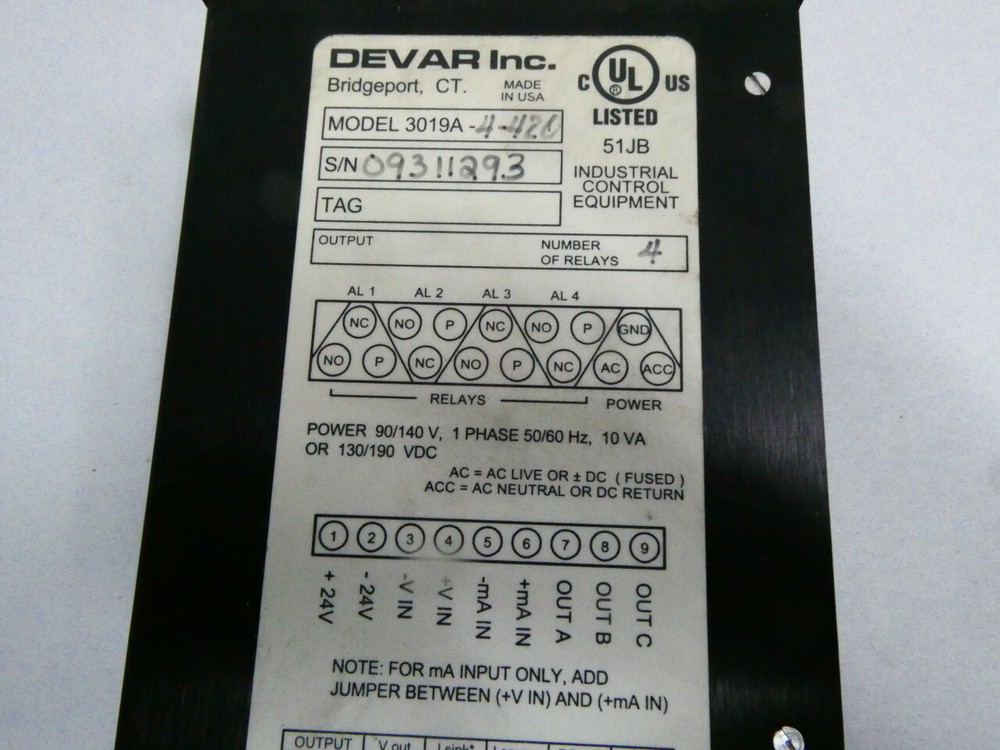 DEVAR Inc.
Bridgeport, CT. MADE IN USA
C UL ® US
LISTED
51JB
INDUSTRIAL
CONTROL
EQUIPMENT
MODEL 3019A -4-420
S/N 09311293
TAG
OUTPUT NUMBER OF RELAYS 4
AL 1 AL 2 AL 3 AL 4
NC NO P NC NO P GND
NO P NC NO P NC AC ACC
RELAYS POWER
POWER 90/140 V, 1 PHASE 50/60 Hz, 10 VA
OR 130/190 VDC
AC = AC LIVE OR ± DC ( FUSED )
ACC = AC NEUTRAL OR DC RETURN
1 2 3 4 5 6 7 8 9
+ 24V
- 24V
-V IN
+V IN
-mA IN
+mA IN
OUT A
OUT B
OUT C
NOTE: FOR mA INPUT ONLY, ADD
JUMPER BETWEEN (+V IN) AND (+mA IN)
OUTPUT V out I sink*